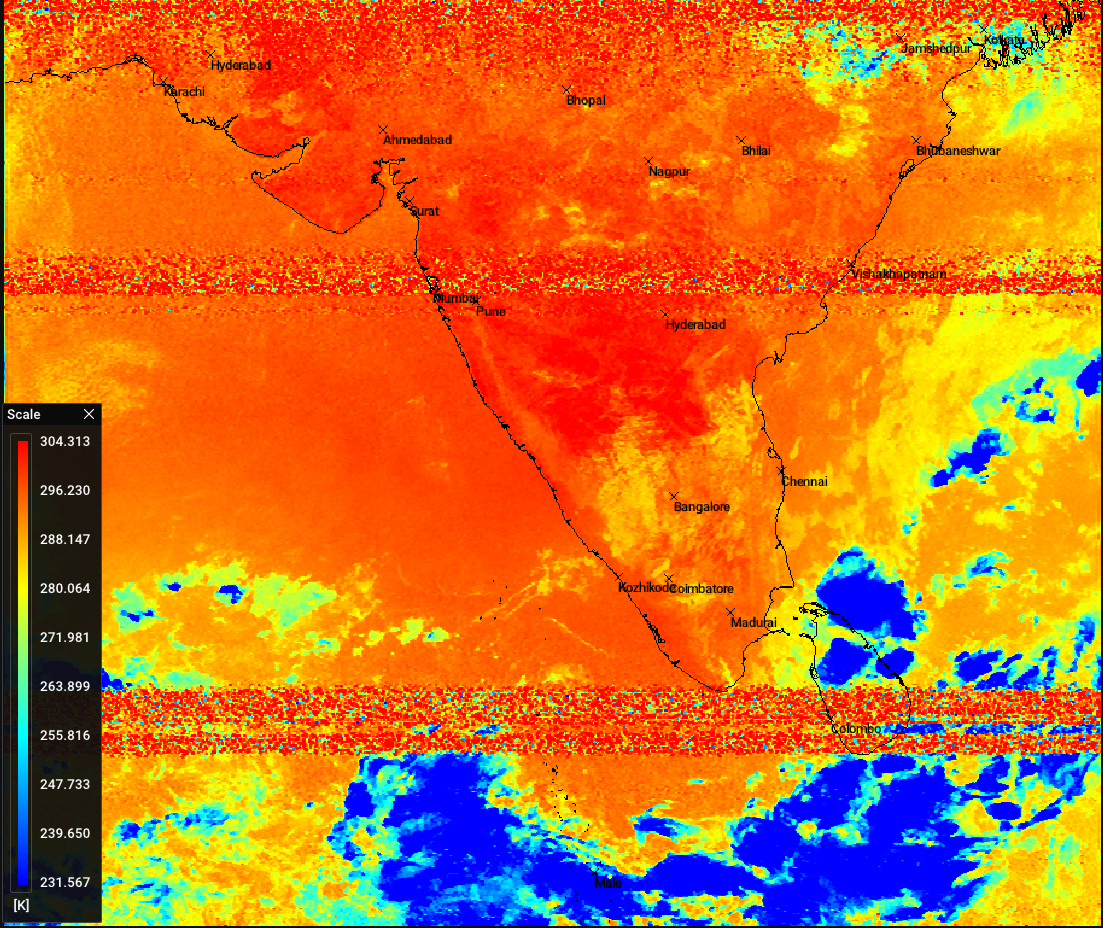 Kolkata
Jamshedpur
Hyderabad
Karachi
Bhopal
Ahmedabad
Bhilai
Bhubaneshwar
Nagpur
Surat
Vishakhapatnam
Mumbai
Pune
Hyderabad
Scale
304.313
296.230
288.147
280.064
271.981
263.899
255.816
247.733
239.650
231.567
[K]
Chennai
Bangalore
Kozhikode
Coimbatore
Madurai
Colombo
Male